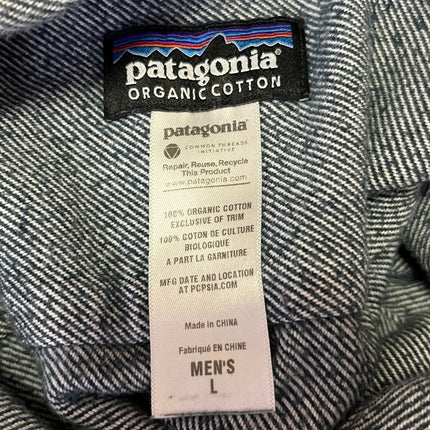 patagonia
ORGANIC COTTON
patagonia
COMMON THREADS
INITIATIVE
Repair, Reuse, Recycle
This Product
www.patagonia.com
100% ORGANIC COTTON
EXCLUSIVE OF TRIM
100% COTON DE CULTURE
BIOLOGIQUE
A PART LA GARNITURE
MFG DATE AND LOCATION
AT PCPSIA.COM
Made in CHINA
Fabriqué EN CHINE
MEN'S
L